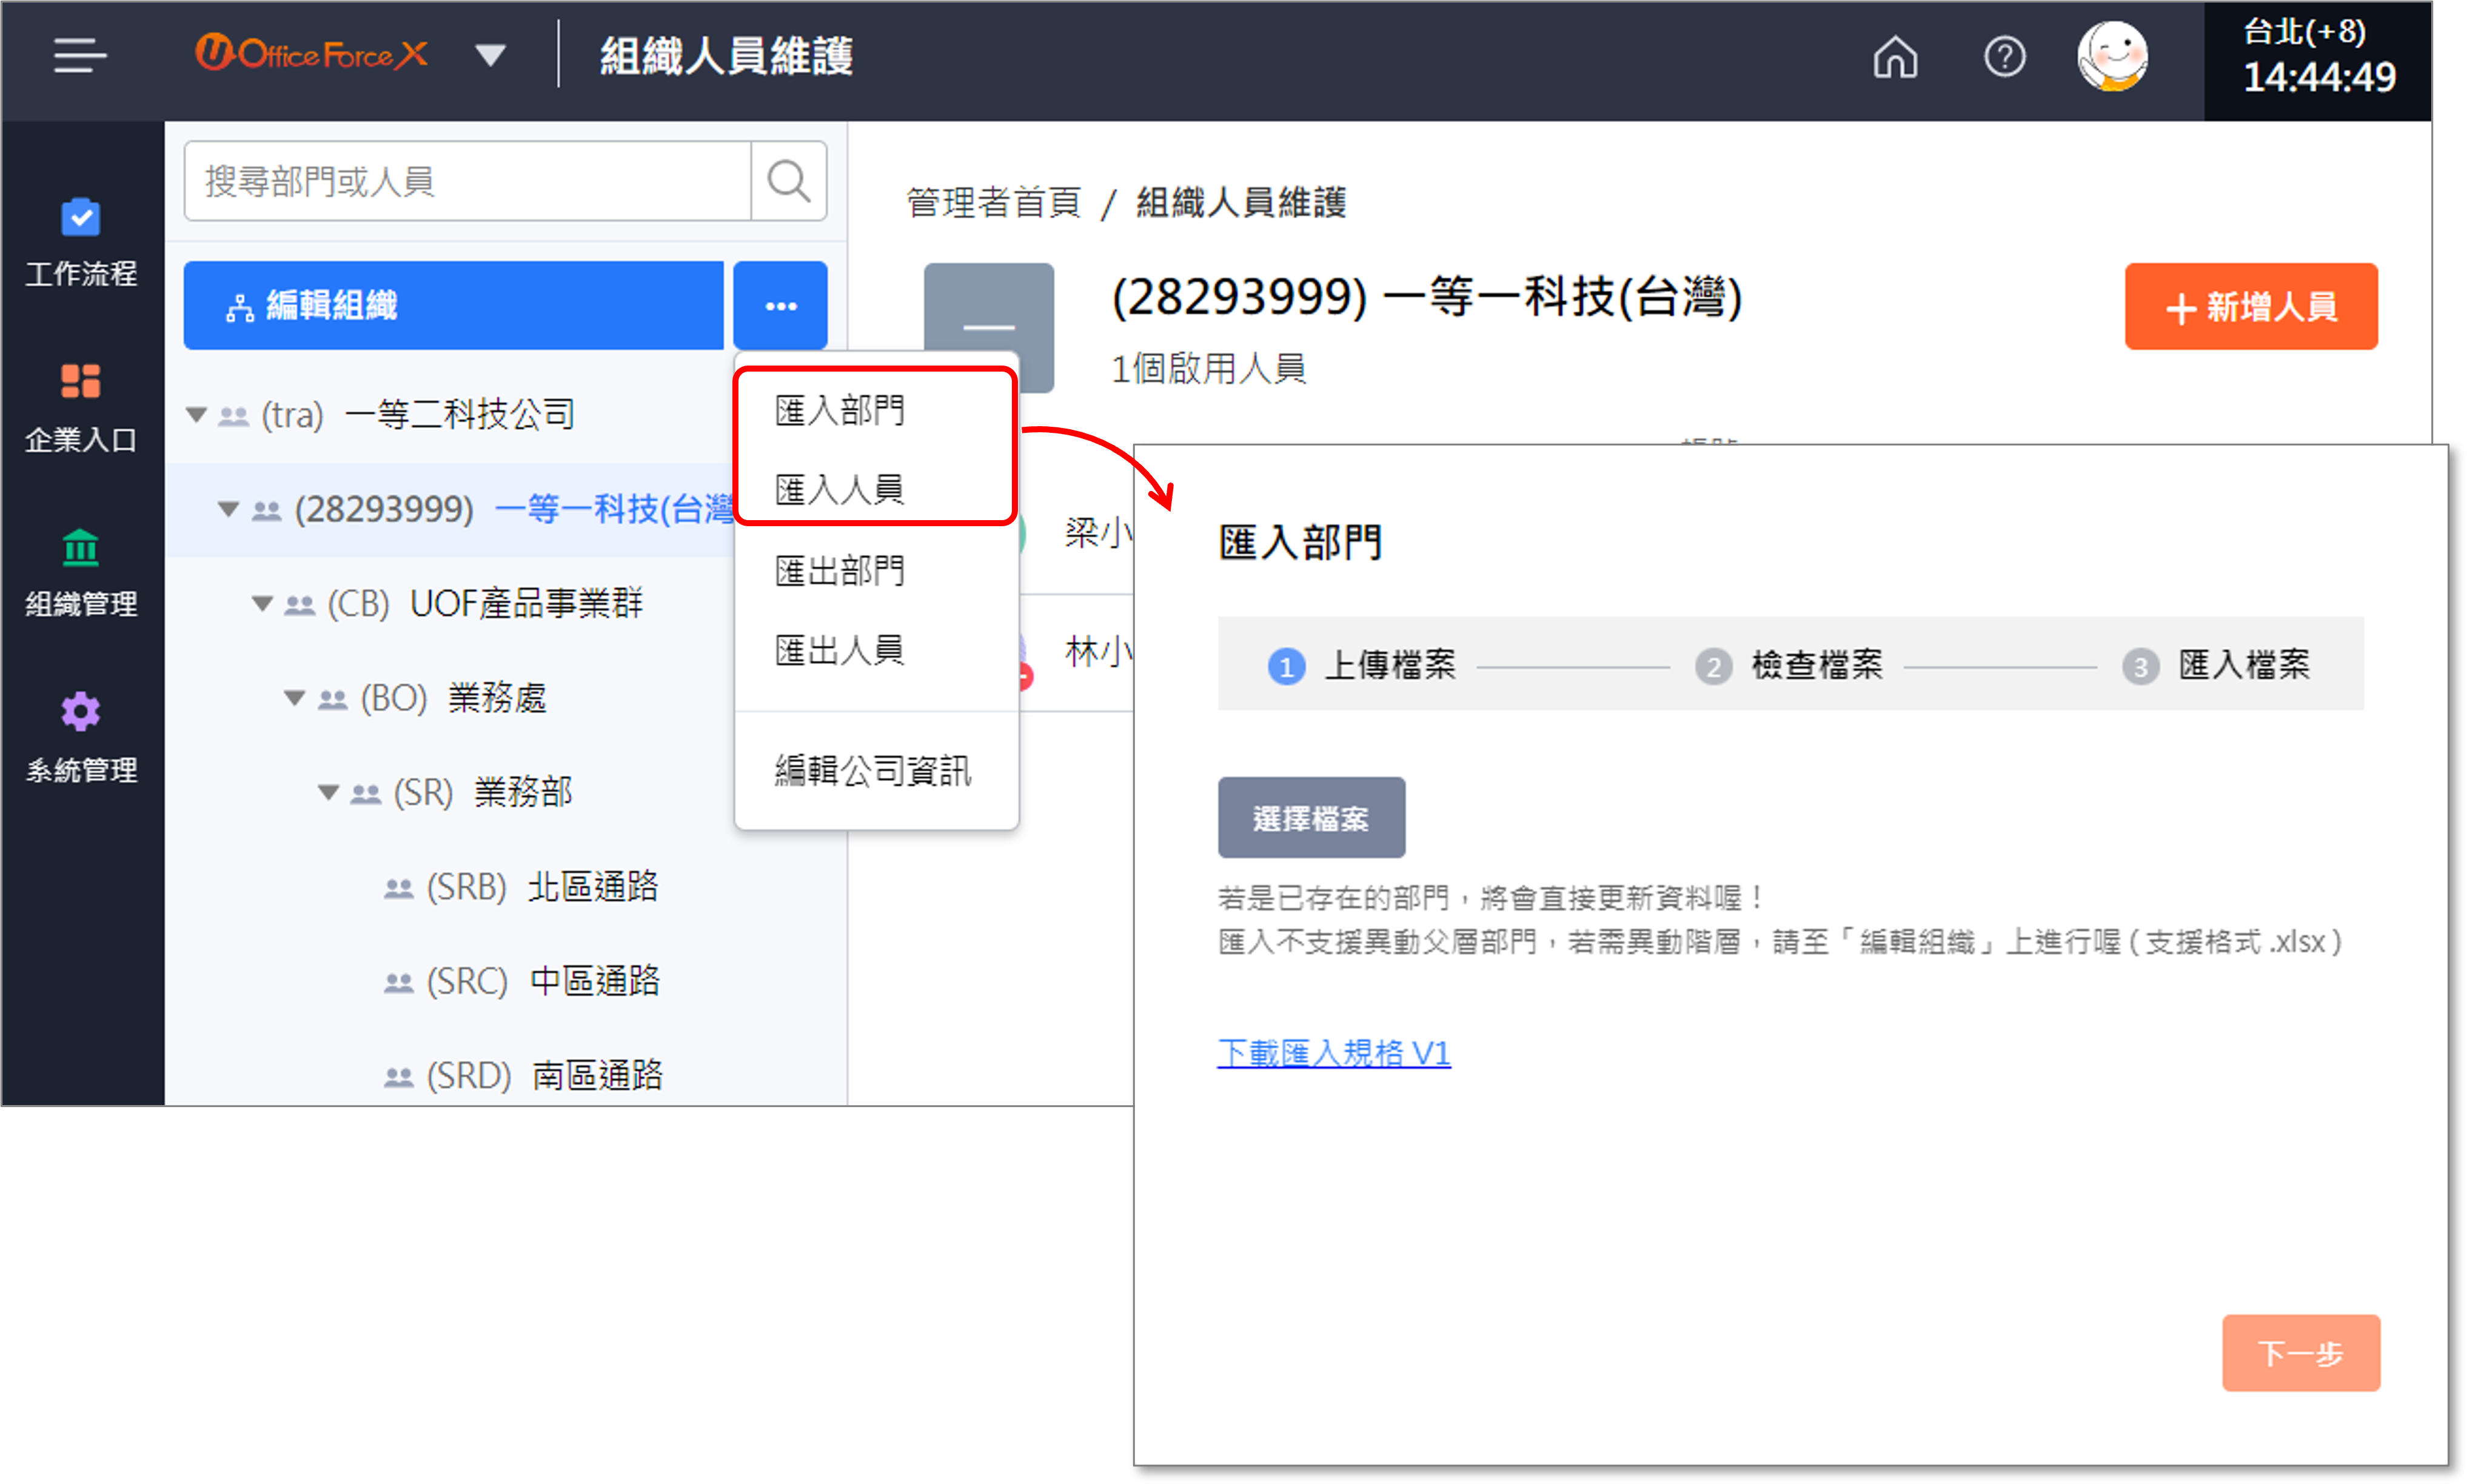 U-Office Force X
組織人員維護
台北(+8)
14:44:49
工作流程
企業入口
組織管理
系統管理
搜尋部門或人員
編輯組織
(tra) 一等二科技公司
(28293999) 一等一科技(台灣
(CB) UOF產品事業群
(BO) 業務處
(SR) 業務部
(SRB) 北區通路
(SRC) 中區通路
(SRD) 南區通路
匯入部門
匯入人員
匯出部門
匯出人員
編輯公司資訊
管理者首頁 / 組織人員維護
一
(28293999) 一等一科技(台灣)
1個啟用人員
+ 新增人員
梁小
林小
匯入部門
1 上傳檔案
2 檢查檔案
3 匯入檔案
選擇檔案
若是已存在的部門，將會直接更新資料喔！
匯入不支援異動父層部門，若需異動階層，請至「編輯組織」上進行喔 ( 支援格式 .xlsx )
下載匯入規格 V1
下一步